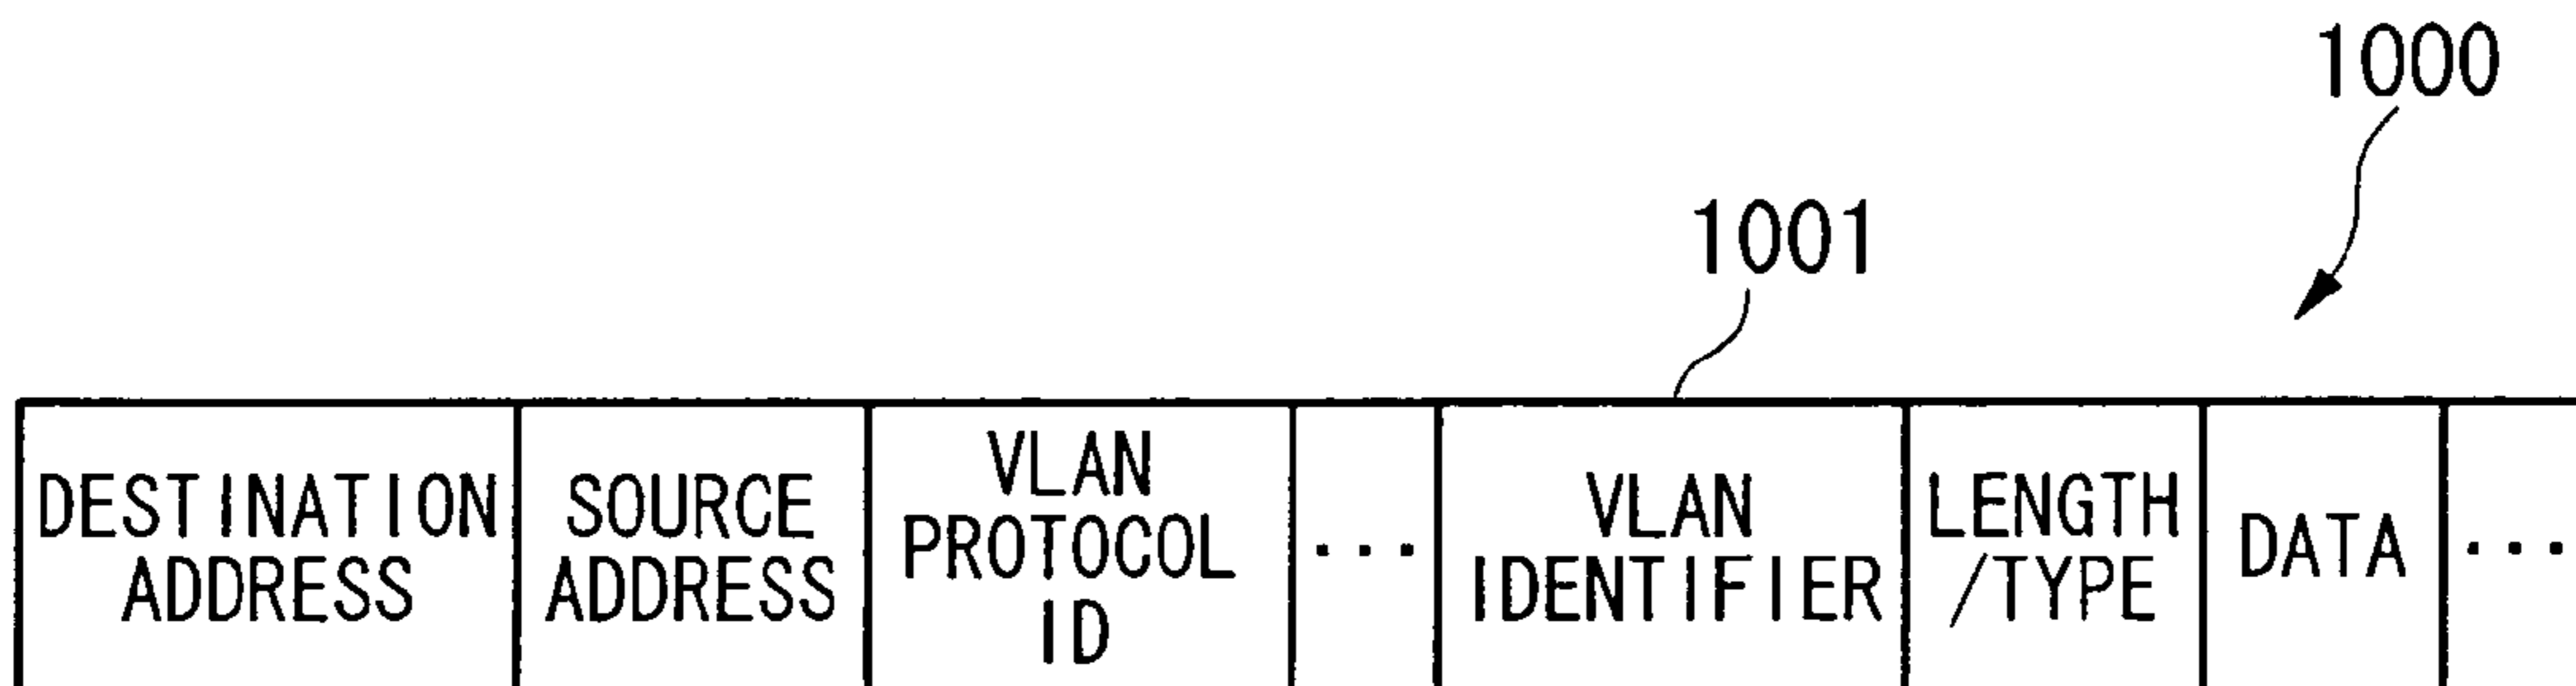 1000
1001
DESTINATION
ADDRESS
SOURCE
ADDRESS
VLAN
PROTOCOL
ID
...
VLAN
IDENTIFIER
LENGTH
/TYPE
DATA
...